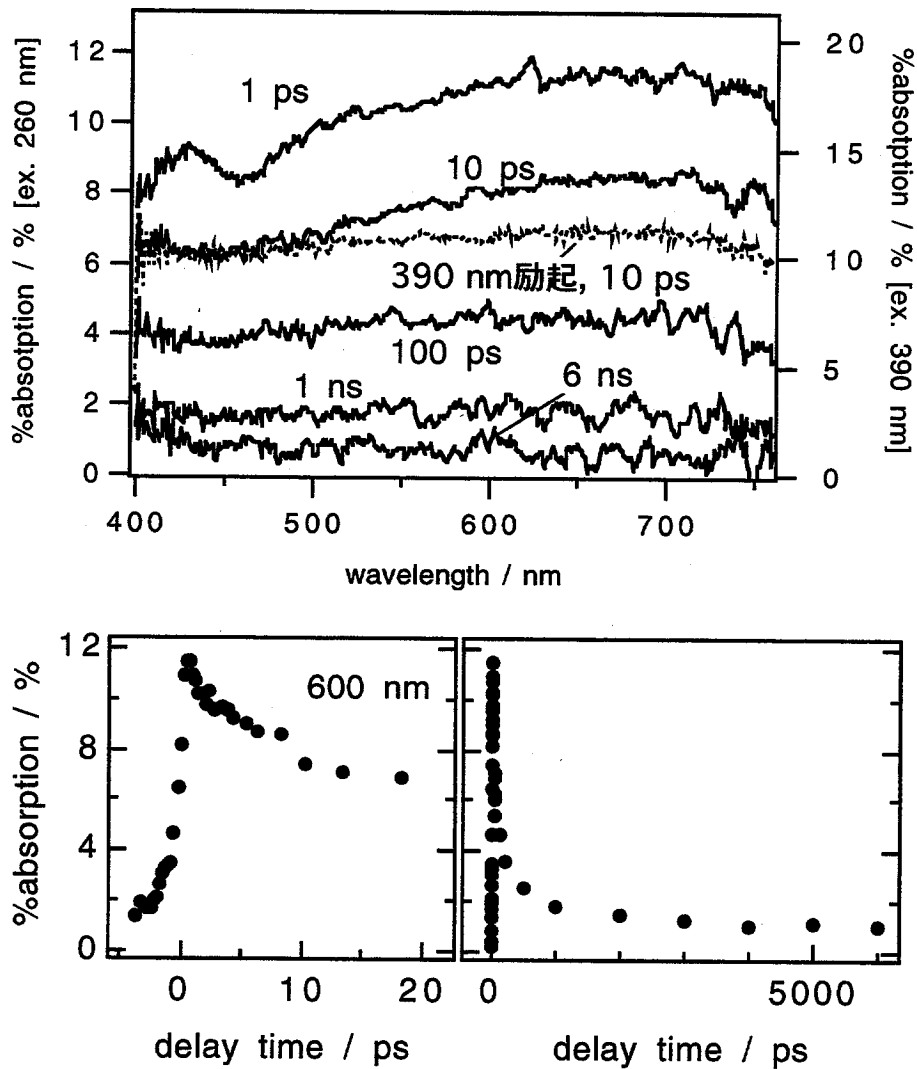 %absotption / % [ex. 260 nm]
12
10
8
6
4
2
0
20
15
10
5
0
%absotption / % [ex. 390 nm]
1 ps
10 ps
390 nm励起, 10 ps
100 ps
1 ns
6 ns
400 500 600 700
wavelength / nm
%absorption / %
12
8
4
0
600 nm
0 10 20
delay time / ps
0 5000
delay time / ps